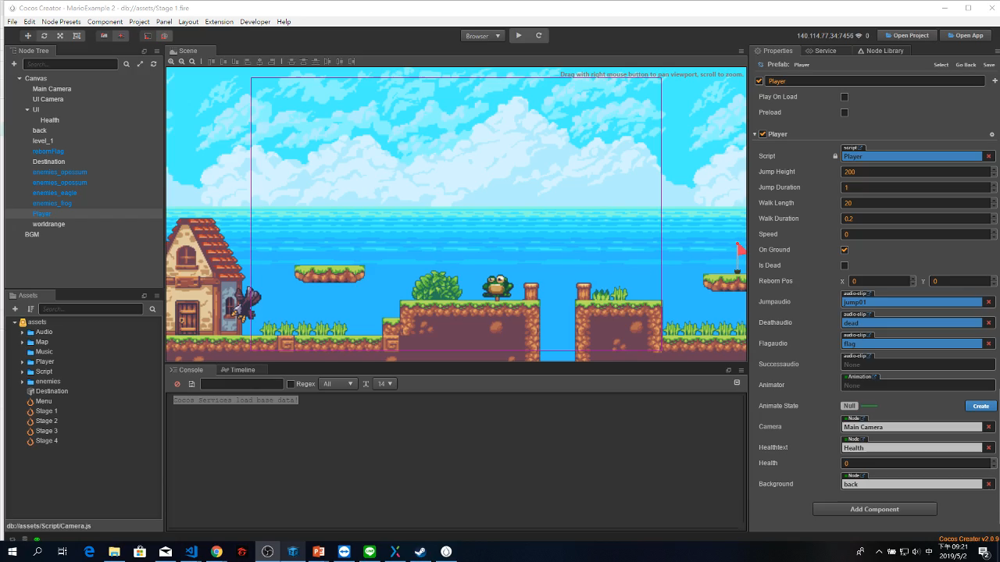 Cocos Creator - MarioExample 2 - db://assets/Stage 1.fire
File Edit Node Presets Component Project Panel Layout Extension Developer Help
Browser 140.114.77.34:7456 0 Open Project Open App
Node Tree
Search...
Canvas
Main Camera
UI Camera
UI
Health
back
level_1
rebornFlag
Destination
enemies_opossum
enemies_opossum
enemies_eagle
enemies_frog
Player
worldrange
BGM
Assets
Search...
assets
Audio
Map
Music
Player
Script
enemies
Destination
Menu
Stage 1
Stage 2
Stage 3
Stage 4
db://assets/Script/Camera.js
Scene
Drag with right mouse button to pan viewport, scroll to zoom.
Console Timeline
Regex All 14
Cocos Services load base data!
Properties Service Node Library
Prefab: Player Select Go Back Save
Player
Play On Load
Preload
Player
script
Script Player
Jump Height 200
Jump Duration 1
Walk Length 20
Walk Duration 0.2
Speed 0
On Ground
Is Dead
Reborn Pos X 0 Y 0
audio-clip
Jumpaudio jump01
audio-clip
Deathaudio dead
audio-clip
Flagaudio flag
audio-clip
Successaudio None
Animation
Animator None
Animate State Null Create
Node
Camera Main Camera
Node
Healthtext Health
Health 0
Node
Background back
Add Component
Cocos Creator v2.0.9
中 下午 09:21
2019/5/2 2